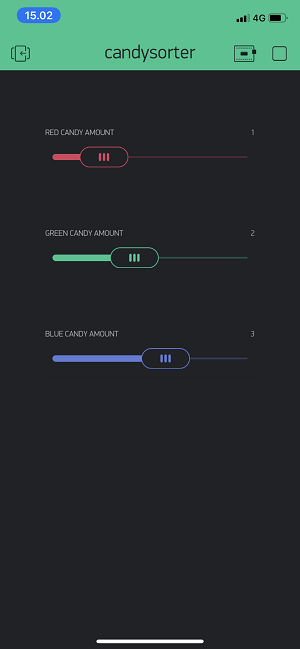 15.02
4G
candysorter
RED CANDY AMOUNT 1
GREEN CANDY AMOUNT 2
BLUE CANDY AMOUNT 3